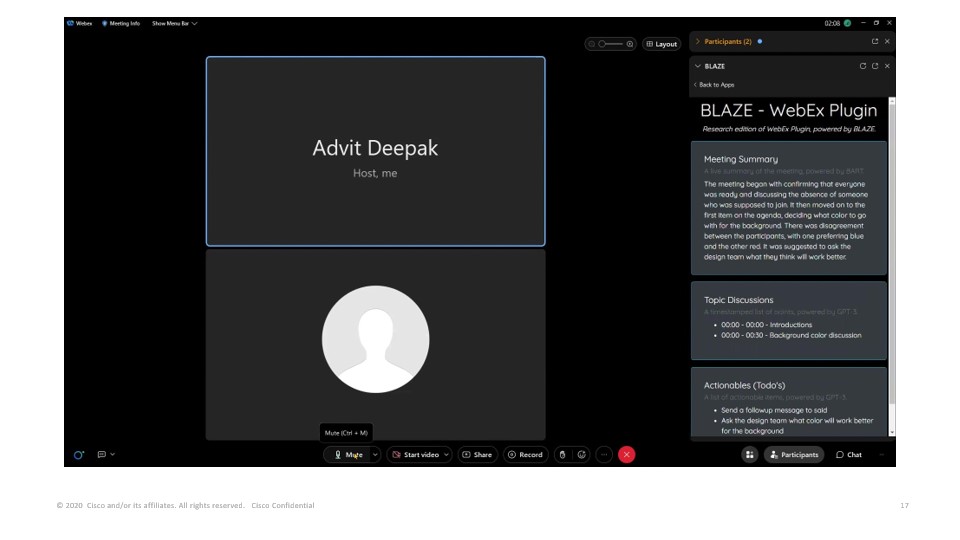 Webex Meeting Info Show Menu Bar 02:08
Layout
Participants (2)
BLAZE
Back to Apps
BLAZE - WebEx Plugin
Research edition of WebEx Plugin, powered by BLAZE.
Advit Deepak
Host, me
Meeting Summary
A live summary of the meeting, powered by BART.
The meeting began with confirming that everyone
was ready and discussing the absence of someone
who was supposed to join. It then moved on to the
first item on the agenda, deciding what color to go
with for the background. There was disagreement
between the participants, with one preferring blue
and the other red. It was suggested to ask the
design team what they think will work better.
Topic Discussions
A timestamped list of points, powered by GPT-3.
• 00:00 - 00:00 - Introductions
• 00:00 - 00:30 - Background color discussion
Actionables (Todo's)
A list of actionable items, powered by GPT-3.
• Send a followup message to said
• Ask the design team what color will work better
for the background
Mute (Ctrl + M)
Mute Start video Share Record Participants Chat
© 2020 Cisco and/or its affiliates. All rights reserved. Cisco Confidential 17